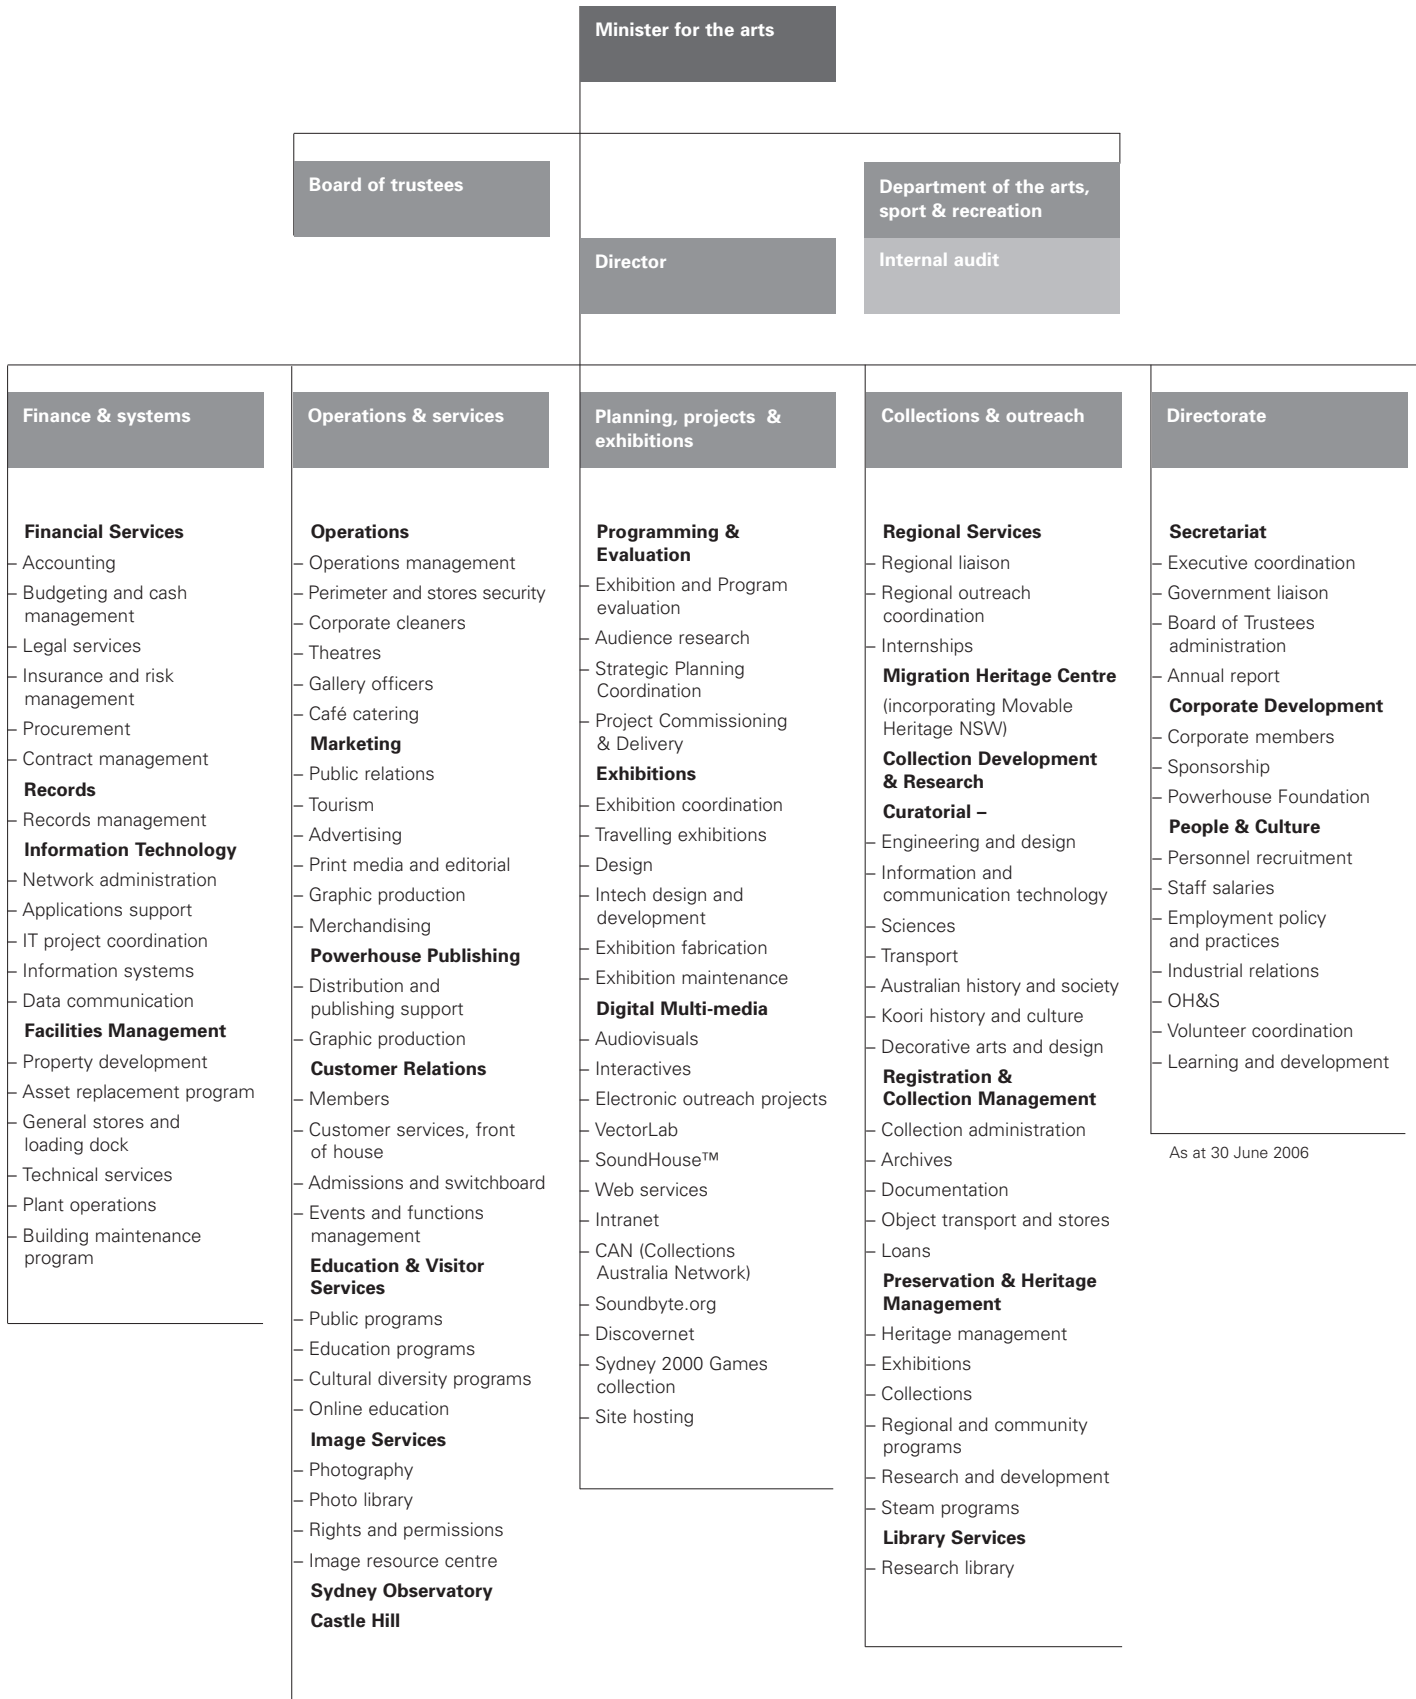 Minister for the arts
Board of trustees
Department of the arts,
sport & recreation
Director
Internal audit
Finance & systems
Financial Services
– Accounting
– Budgeting and cash
management
– Legal services
– Insurance and risk
management
– Procurement
– Contract management
Records
– Records management
Information Technology
– Network administration
– Applications support
– IT project coordination
– Information systems
– Data communication
Facilities Management
– Property development
– Asset replacement program
– General stores and
loading dock
– Technical services
– Plant operations
– Building maintenance
program
Operations & services
Operations
– Operations management
– Perimeter and stores security
– Corporate cleaners
– Theatres
– Gallery officers
– Café catering
Marketing
– Public relations
– Tourism
– Advertising
– Print media and editorial
– Graphic production
– Merchandising
Powerhouse Publishing
– Distribution and
publishing support
– Graphic production
Customer Relations
– Members
– Customer services, front
of house
– Admissions and switchboard
– Events and functions
management
Education & Visitor
Services
– Public programs
– Education programs
– Cultural diversity programs
– Online education
Image Services
– Photography
– Photo library
– Rights and permissions
– Image resource centre
Sydney Observatory
Castle Hill
Planning, projects &
exhibitions
Programming &
Evaluation
– Exhibition and Program
evaluation
– Audience research
– Strategic Planning
Coordination
– Project Commissioning
& Delivery
Exhibitions
– Exhibition coordination
– Travelling exhibitions
– Design
– Intech design and
development
– Exhibition fabrication
– Exhibition maintenance
Digital Multi-media
– Audiovisuals
– Interactives
– Electronic outreach projects
– VectorLab
– SoundHouse™
– Web services
– Intranet
– CAN (Collections
Australia Network)
– Soundbyte.org
– Discovernet
– Sydney 2000 Games
collection
– Site hosting
Collections & outreach
Regional Services
– Regional liaison
– Regional outreach
coordination
– Internships
Migration Heritage Centre
(incorporating Movable
Heritage NSW)
Collection Development
& Research
Curatorial –
– Engineering and design
– Information and
communication technology
– Sciences
– Transport
– Australian history and society
– Koori history and culture
– Decorative arts and design
Registration &
Collection Management
– Collection administration
– Archives
– Documentation
– Object transport and stores
– Loans
Preservation & Heritage
Management
– Heritage management
– Exhibitions
– Collections
– Regional and community
programs
– Research and development
– Steam programs
Library Services
– Research library
Directorate
Secretariat
– Executive coordination
– Government liaison
– Board of Trustees
administration
– Annual report
Corporate Development
– Corporate members
– Sponsorship
– Powerhouse Foundation
People & Culture
– Personnel recruitment
– Staff salaries
– Employment policy
and practices
– Industrial relations
– OH&S
– Volunteer coordination
– Learning and development
As at 30 June 2006